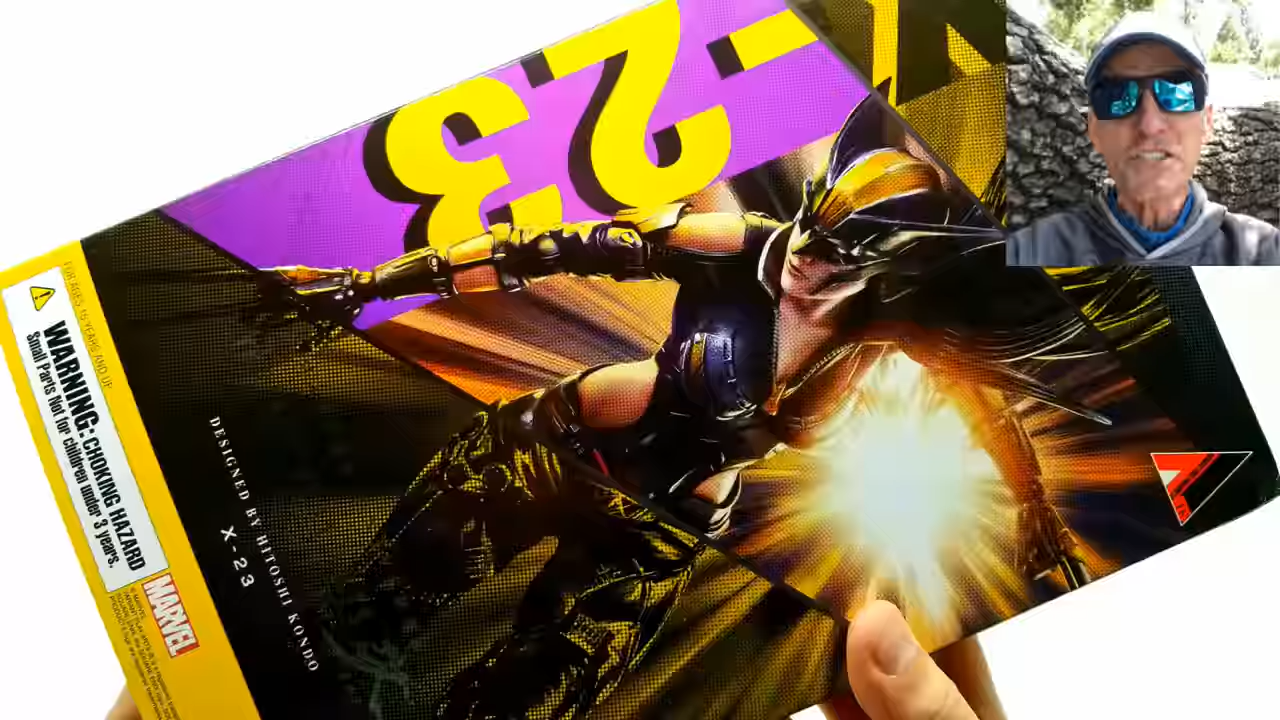 -23
FOR AGES 15 YEARS AND UP
WARNING: CHOKING HAZARD
Small Parts Not for children under 3 years.
MARVEL
DESIGNED BY HITOSHI KONDO
X-23